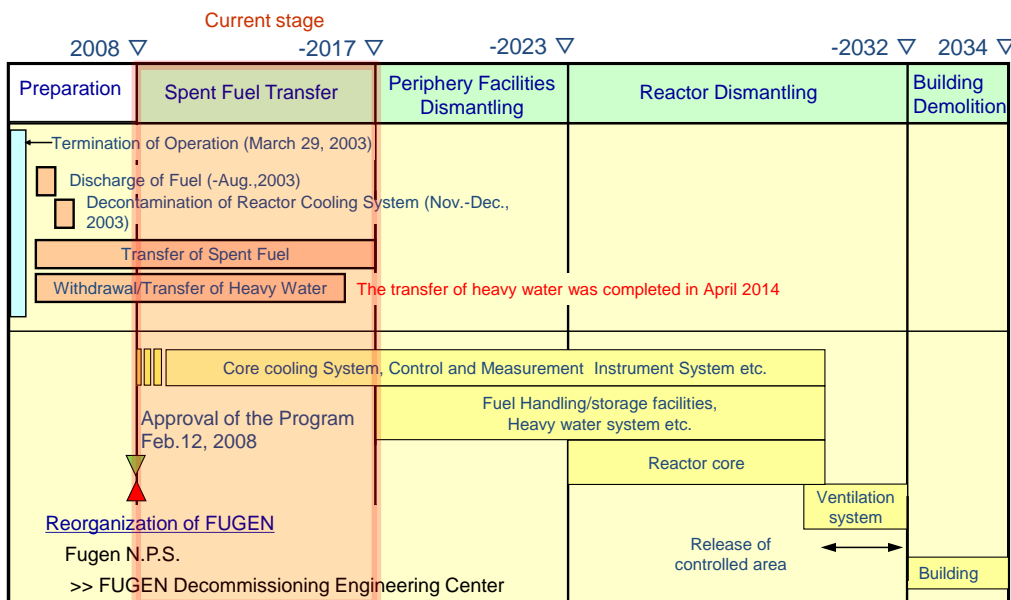 Current stage
2008 ▽ -2017 ▽ -2023 ▽ -2032 ▽ 2034 ▽
Preparation
Spent Fuel Transfer
Periphery Facilities
Dismantling
Reactor Dismantling
Building
Demolition
Termination of Operation (March 29, 2003)
Discharge of Fuel (-Aug.,2003)
Decontamination of Reactor Cooling System (Nov.-Dec.,
2003)
Transfer of Spent Fuel
Withdrawal/Transfer of Heavy Water
The transfer of heavy water was completed in April 2014
Core cooling System, Control and Measurement Instrument System etc.
Fuel Handling/storage facilities,
Heavy water system etc.
Approval of the Program
Feb.12, 2008
Reactor core
Ventilation
system
Reorganization of FUGEN
Fugen N.P.S.
>> FUGEN Decommissioning Engineering Center
Release of
controlled area
Building